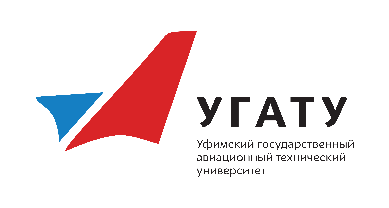 УГАТУ
Уфимский государственный
авиационный технический
университет